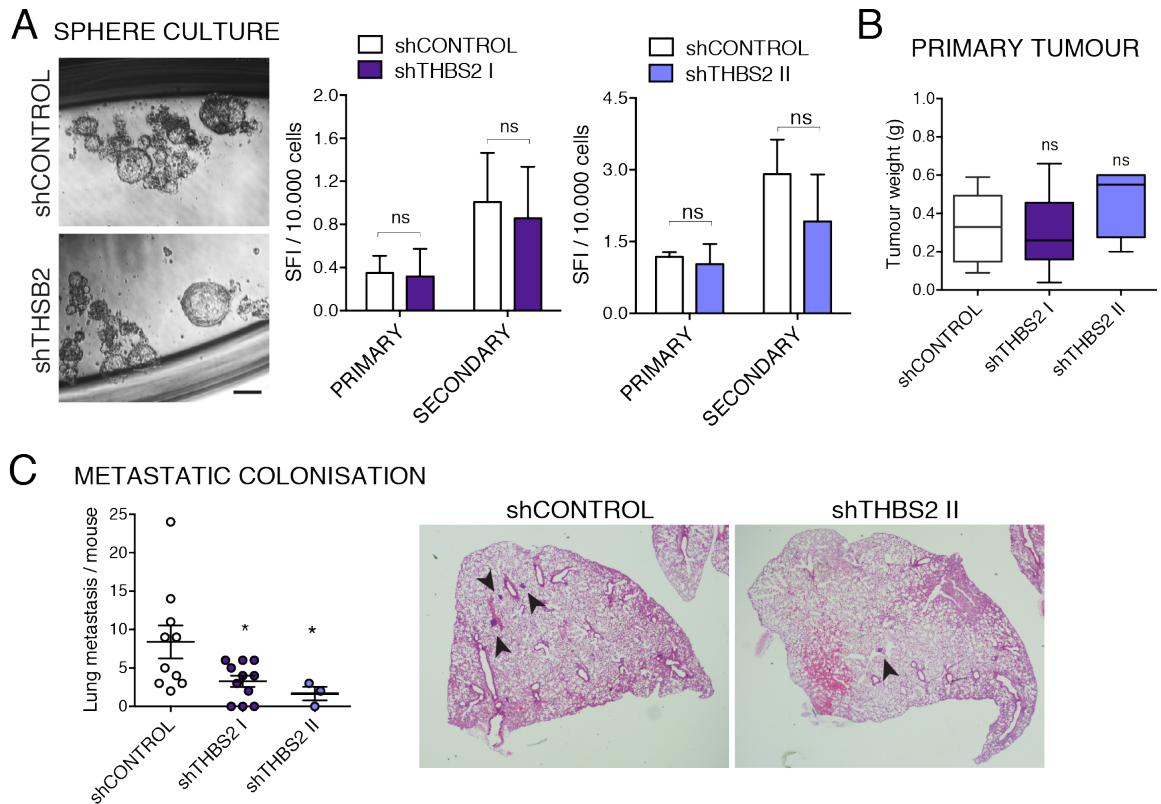 A SPHERE CULTURE
shCONTROL
shTHSB2
shCONTROL
shTHBS2 I
SFI / 10.000 cells
2.0
1.6
1.2
0.8
0.4
0.0
ns
ns
PRIMARY
SECONDARY
shCONTROL
shTHBS2 II
SFI / 10.000 cells
4.5
3.0
1.5
0.0
ns
ns
PRIMARY
SECONDARY
B PRIMARY TUMOUR
Tumour weight (g)
1.0
0.8
0.6
0.4
0.2
0.0
ns
ns
shCONTROL
shTHBS2 I
shTHBS2 II
C METASTATIC COLONISATION
Lung metastasis / mouse
25
20
15
10
5
0
*
*
shCONTROL
shTHBS2 I
shTHBS2 II
shCONTROL
shTHBS2 II